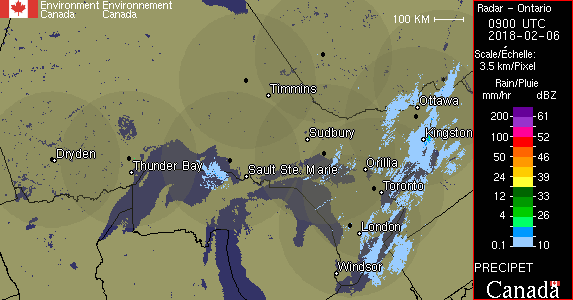 Environment Environnement
Canada Canada
100 KM
Radar - Ontario
0900 UTC
2018-02-06
Scale/Échelle:
3.5 km/Pixel
Rain/Pluie
mm/hr dBZ
200 61
100 52
50 46
24 39
12 33
4 26
0.1 10
PRECIPET
Canada
Timmins
Ottawa
Sudbury
Kingston
Dryden
Thunder Bay
Sault Ste. Marie
Orillia
Toronto
London
Windsor